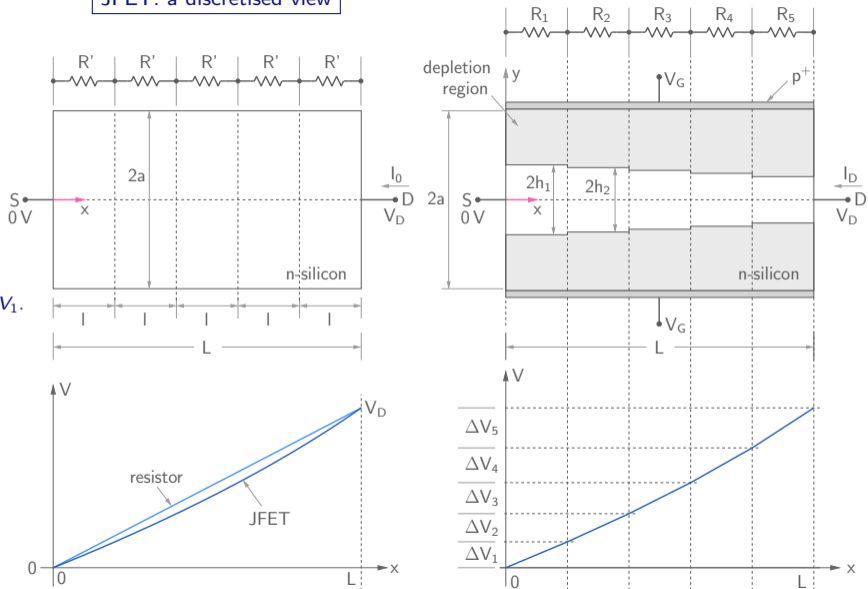 JFET: a discretised view
R' R' R' R' R'
2a
I0
S
0 V
x
D
VD
n-silicon
V1.
l l l l l
L
V
VD
resistor
JFET
0
0
L
x
R1 R2 R3 R4 R5
depletion
region
y
VG
p+
2a
2h1
2h2
ID
S
0 V
x
D
VD
n-silicon
VG
L
V
ΔV5
ΔV4
ΔV3
ΔV2
ΔV1
0
L
x